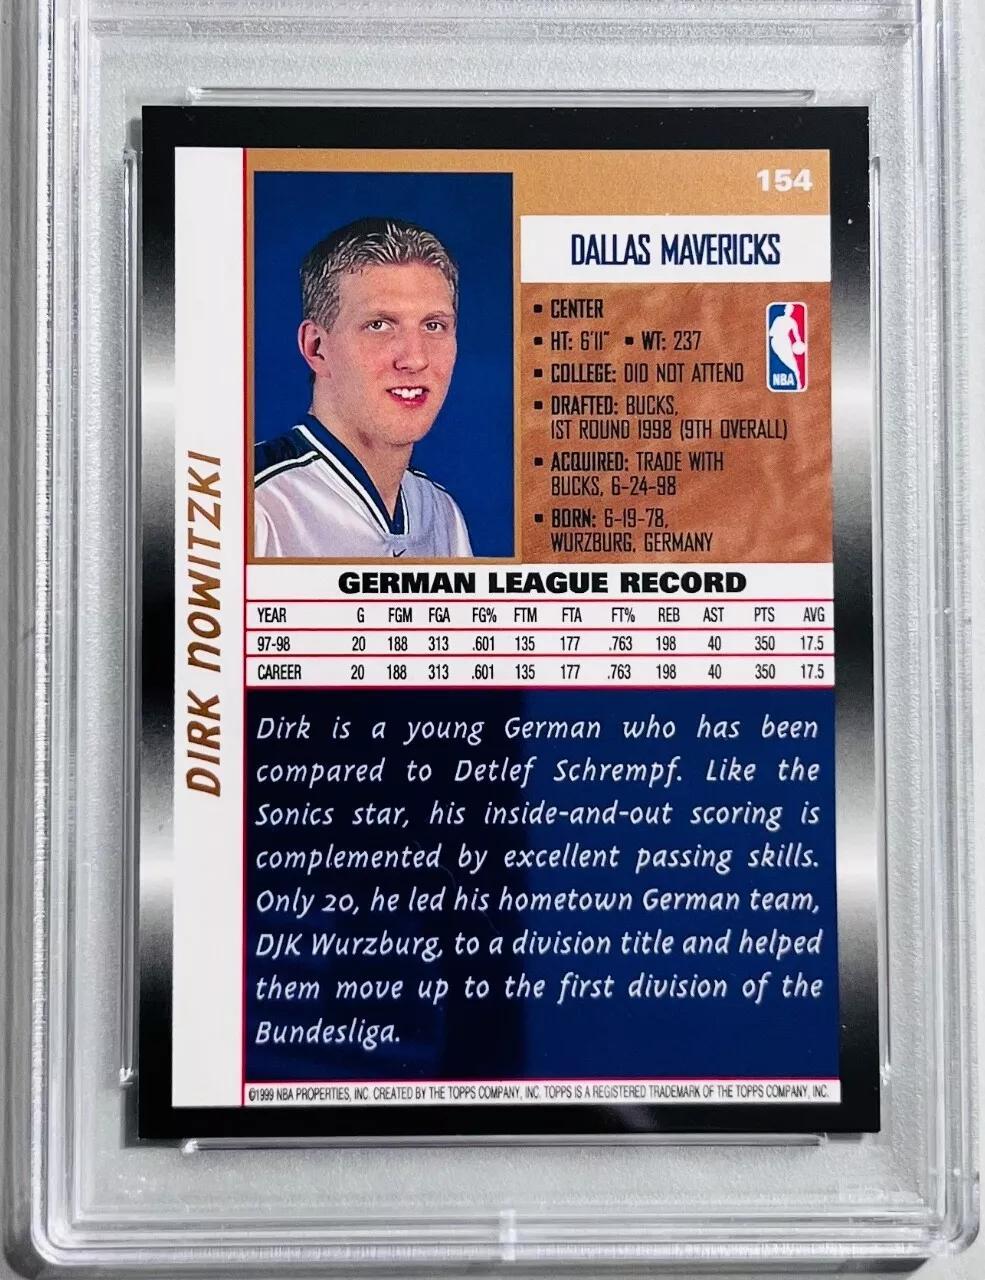 154
DALLAS MAVERICKS
▪ CENTER
▪ HT: 6'11" ▪ WT: 237
▪ COLLEGE: DID NOT ATTEND
▪ DRAFTED: BUCKS,
1ST ROUND 1998 (9TH OVERALL)
▪ ACQUIRED: TRADE WITH
BUCKS, 6-24-98
▪ BORN: 6-19-78,
WURZBURG, GERMANY
NBA
DIRK NOWITZKI
GERMAN LEAGUE RECORD
YEAR G FGM FGA FG% FTM FTA FT% REB AST PTS AVG
97-98 20 188 313 .601 135 177 .763 198 40 350 17.5
CAREER 20 188 313 .601 135 177 .763 198 40 350 17.5
Dirk is a young German who has been
compared to Detlef Schrempf. Like the
Sonics star, his inside-and-out scoring is
complemented by excellent passing skills.
Only 20, he led his hometown German team,
DJK Wurzburg, to a division title and helped
them move up to the first division of the
Bundesliga.
©1999 NBA PROPERTIES, INC. CREATED BY THE TOPPS COMPANY, INC. TOPPS IS A REGISTERED TRADEMARK OF THE TOPPS COMPANY, INC.